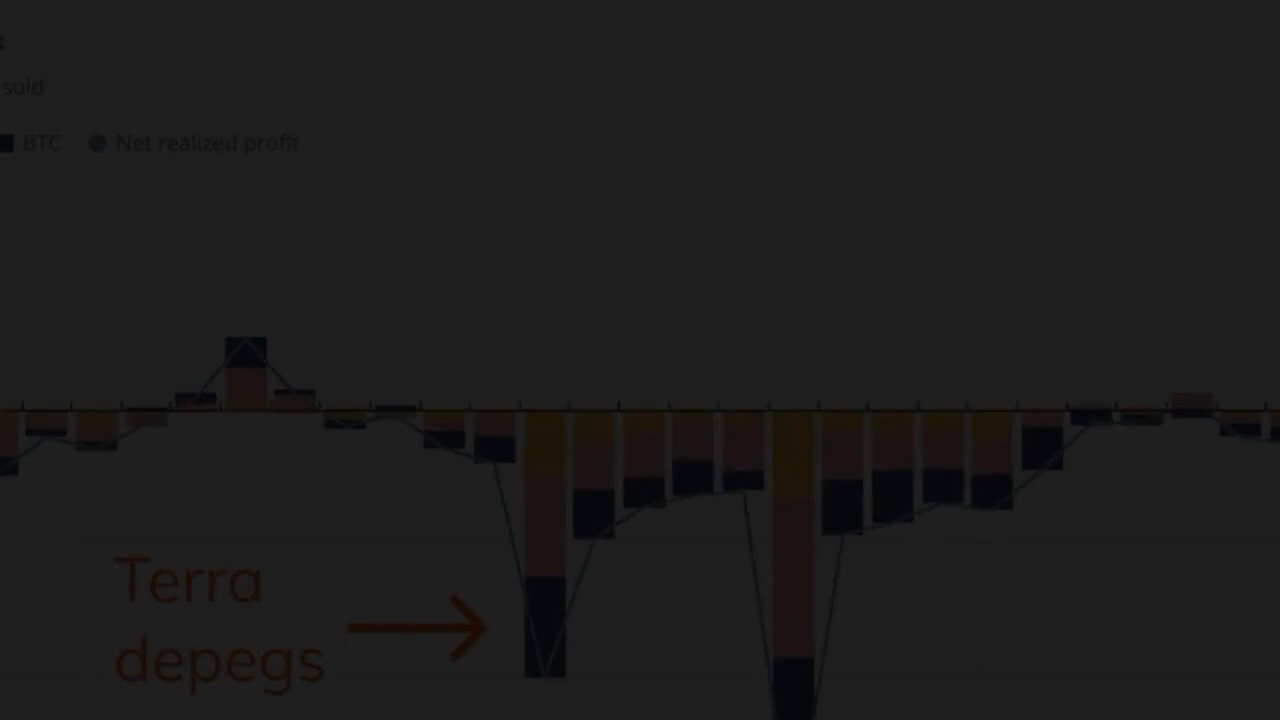 sold
BTC
Net realized profit
Terra
depegs